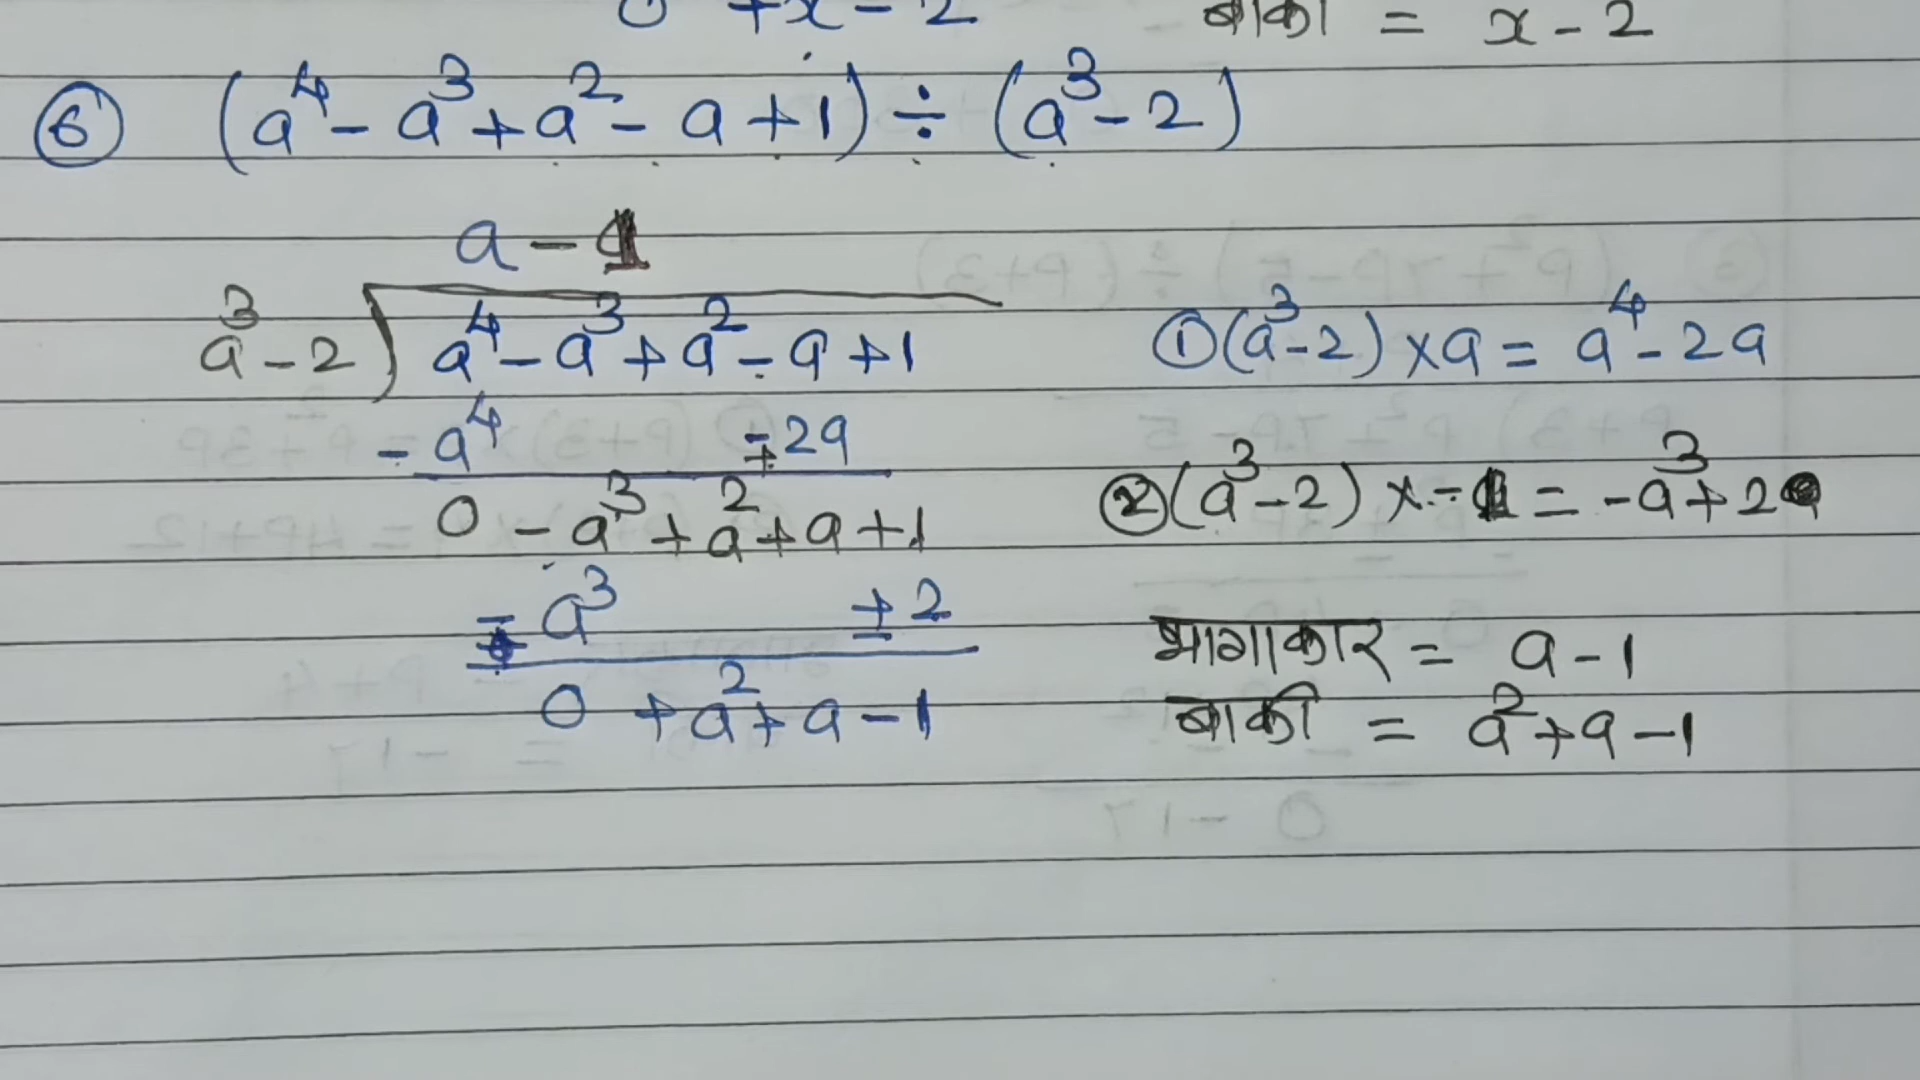 0 +x-2
बाकी = x-2
⑥ (a⁴-a³+a²-a+1)÷(a³-2)
a-1
a³-2) a⁴-a³+a²-a+1
-a⁴ -2a
+
0 -a³+a²+a+1
-a³ +2
+ -
0 +a²+a-1
① (a³-2)×a = a⁴-2a
② (a³-2)×-1 = -a³+2
भागाकार = a-1
बाकी = a²+a-1